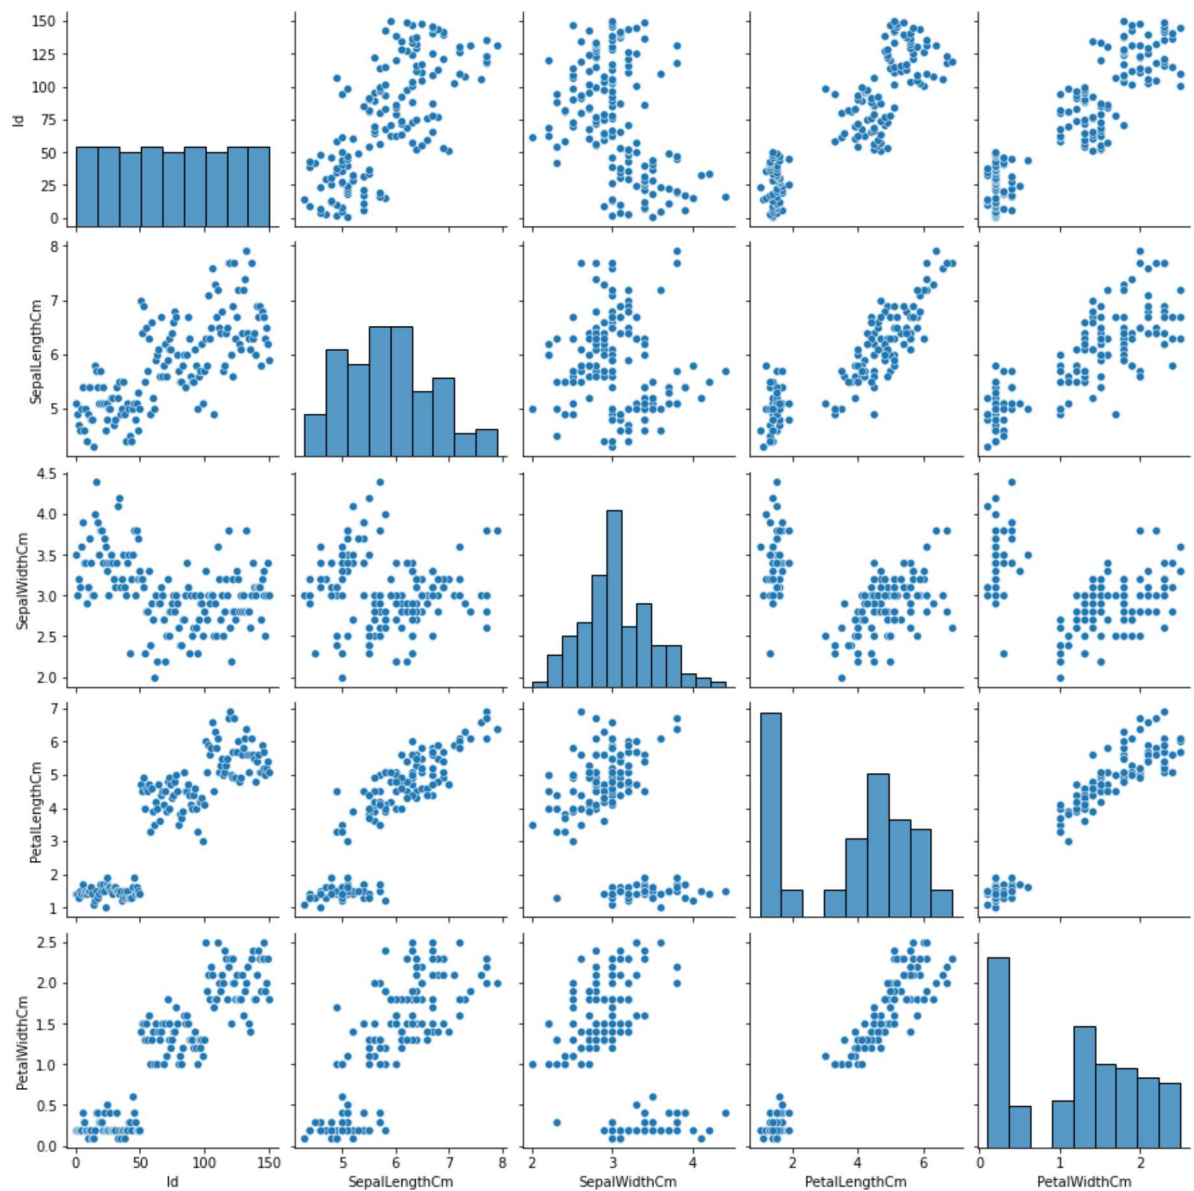 150
125
100
75
50
25
0
Id
8
7
6
5
SepalLengthCm
4.5
4.0
3.5
3.0
2.5
2.0
SepalWidthCm
7
6
5
4
3
2
1
PetalLengthCm
2.5
2.0
1.5
1.0
0.5
0.0
PetalWidthCm
0 50 100 150
Id
5 6 7 8
SepalLengthCm
2 3 4
SepalWidthCm
2 4 6
PetalLengthCm
0 1 2
PetalWidthCm